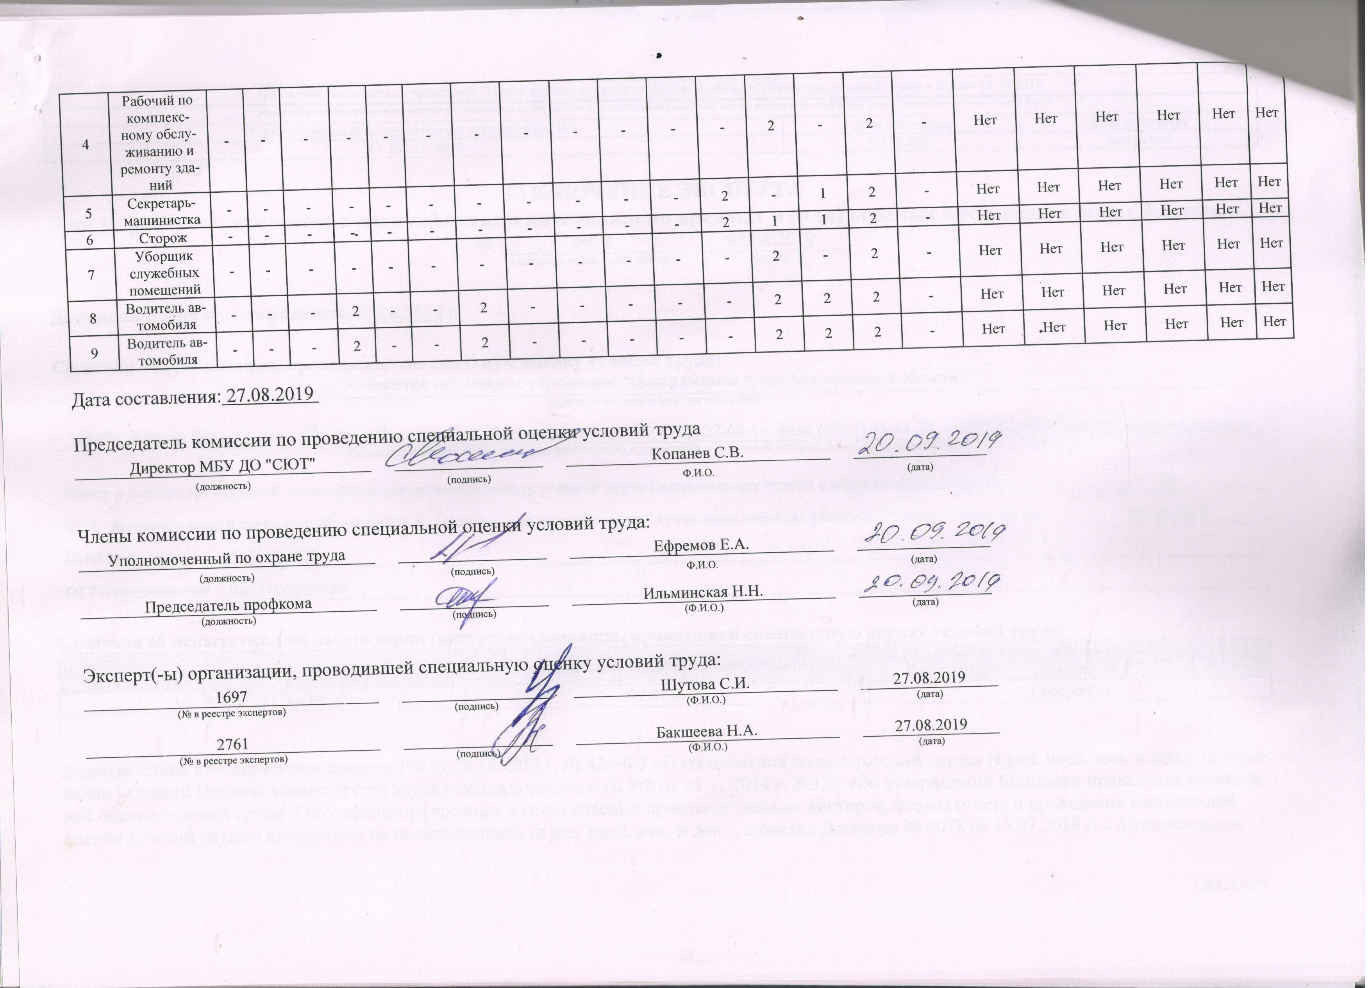 4 Рабочий по комплекс- - - - - - - - - - - - - 2 - 2 - Нет Нет Нет Нет Нет Нет
ному обслу-
живанию и
ремонту зда-
ний
5 Секретарь- - - - - - - - - - - - 2 - 1 2 - Нет Нет Нет Нет Нет Нет
машинистка
6 Сторож - - - - - - - - - - - 2 1 1 2 - Нет Нет Нет Нет Нет Нет
7 Уборщик - - - - - - - - - - - - 2 - 2 - Нет Нет Нет Нет Нет Нет
служебных
помещений
8 Водитель ав- - - - 2 - - 2 - - - - - 2 2 2 - Нет Нет Нет Нет Нет Нет
томобиля
9 Водитель ав- - - - 2 - - 2 - - - - - 2 2 2 - Нет Нет Нет Нет Нет Нет
томобиля
Дата составления: 27.08.2019
Председатель комиссии по проведению специальной оценки условий труда
Директор МБУ ДО "СЮТ" Копанев С.В. 20.09.2019
(должность) (подпись) Ф.И.О. (дата)
Члены комиссии по проведению специальной оценки условий труда:
Уполномоченный по охране труда Ефремов Е.А. 20.09.2019
(должность) (подпись) Ф.И.О. (дата)
Председатель профкома Ильминская Н.Н. 20.09.2019
(должность) (подпись) (Ф.И.О.) (дата)
Эксперт(-ы) организации, проводившей специальную оценку условий труда:
1697 Шутова С.И. 27.08.2019
(№ в реестре экспертов) (подпись) (Ф.И.О.) (дата)
2761 Бакшеева Н.А. 27.08.2019
(№ в реестре экспертов) (подпись) (Ф.И.О.) (дата)